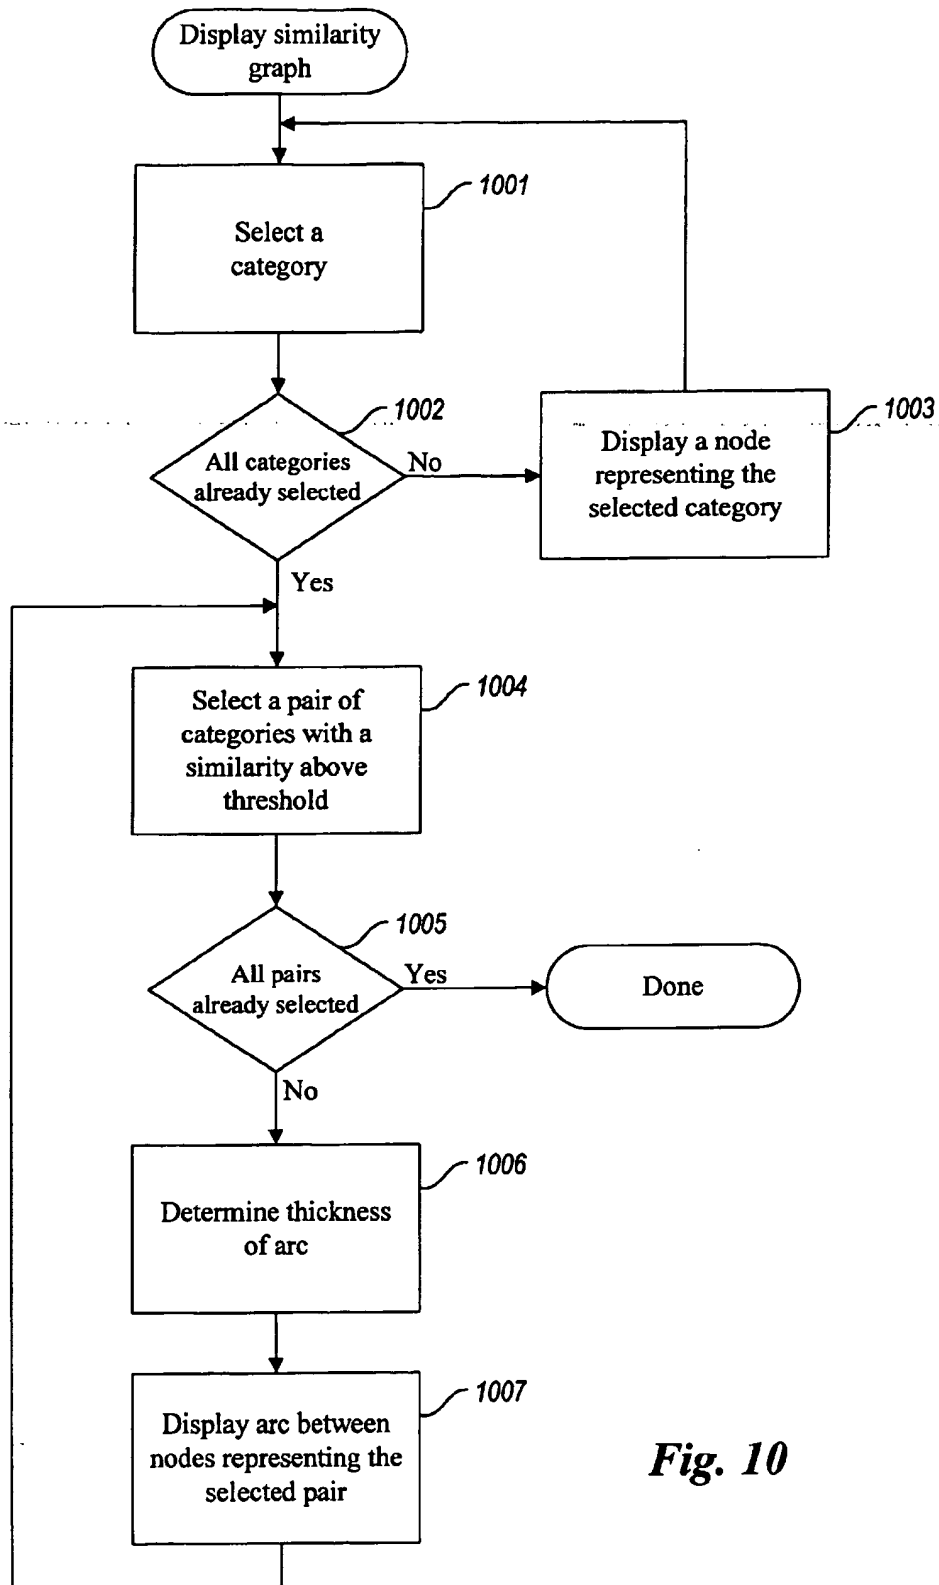 Display similarity
graph
1001
Select a
category
1002
All categories
already selected
No
1003
Display a node
representing the
selected category
Yes
1004
Select a pair of
categories with a
similarity above
threshold
1005
All pairs
already selected
Yes
Done
No
1006
Determine thickness
of arc
1007
Display arc between
nodes representing the
selected pair
Fig. 10